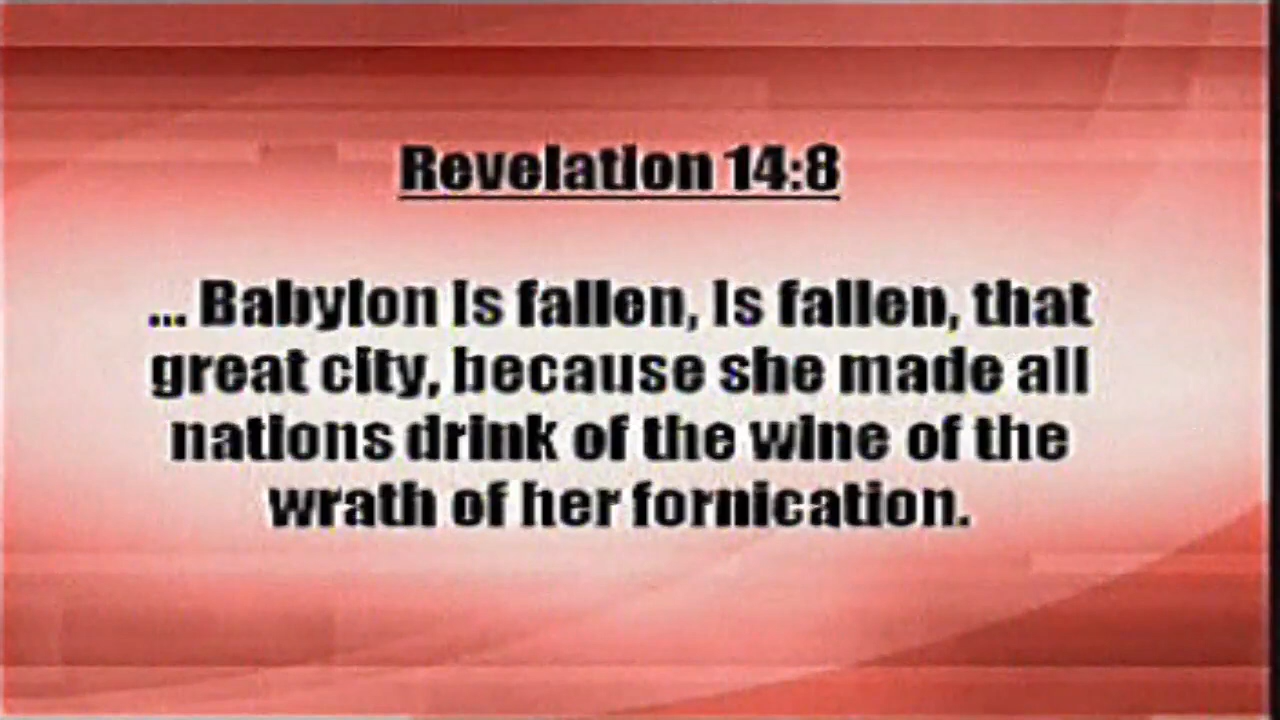 Revelation 14:8
... Babylon is fallen, is fallen, that
great city, because she made all
nations drink of the wine of the
wrath of her fornication.